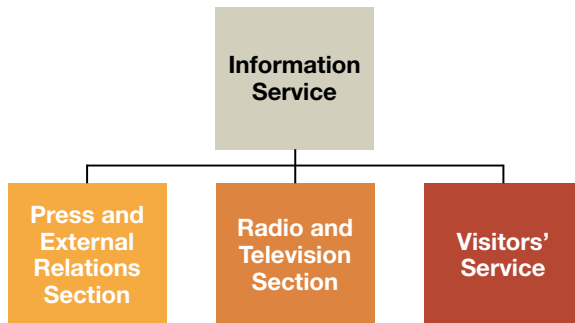 Information
Service
Press and
External
Relations
Section
Radio and
Television
Section
Visitors’
Service